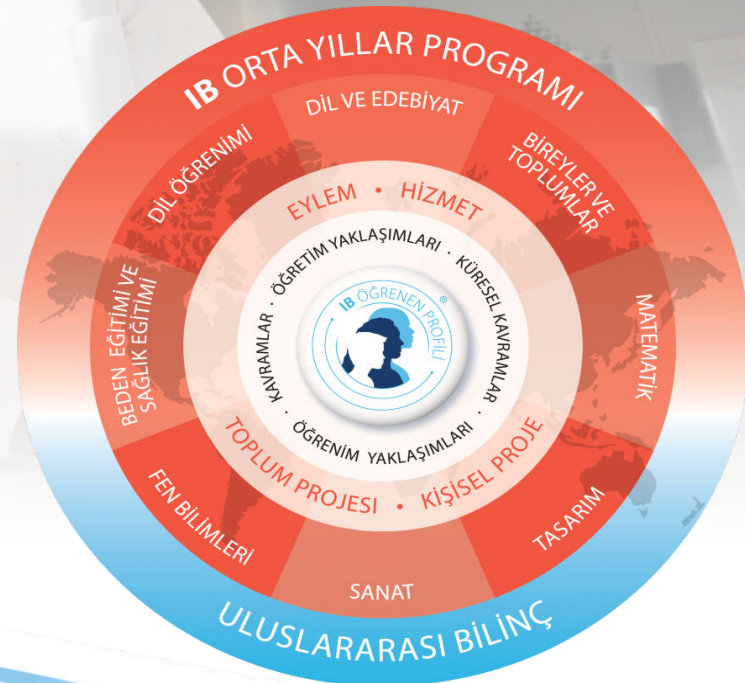 IB ORTA YILLAR PROGRAMI
DİL VE EDEBİYAT
BİREYLER VE
TOPLUMLAR
MATEMATİK
TASARIM
SANAT
FEN BİLİMLERİ
BEDEN EĞİTİMİ VE
SAĞLIK EĞİTİMİ
DİL ÖĞRENİMİ
EYLEM • HİZMET
KİŞİSEL PROJE •
TOPLUM PROJESI
ÖĞRETİM YAKLAŞIMLARI ·
KÜRESEL KAVRAMLAR ·
ÖĞRENİM YAKLAŞIMLARI ·
KAVRAMLAR ·
IB ÖĞRENEN PROFİLİ ®
ULUSLARARASI BİLİNÇ